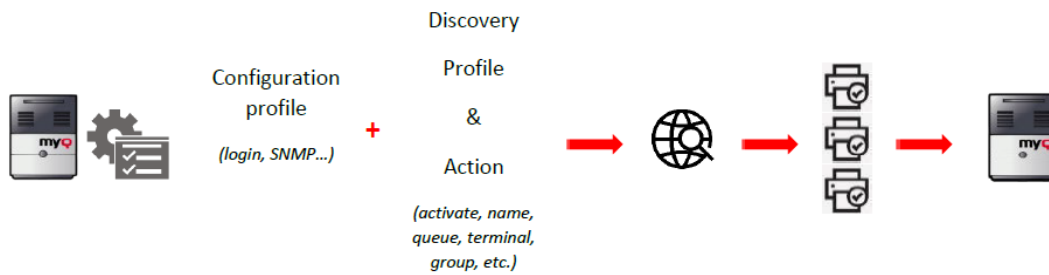 myQ
Configuration
profile
(login, SNMP...)
+
Discovery
Profile
&
Action
(activate, name,
queue, terminal,
group, etc.)
myQ